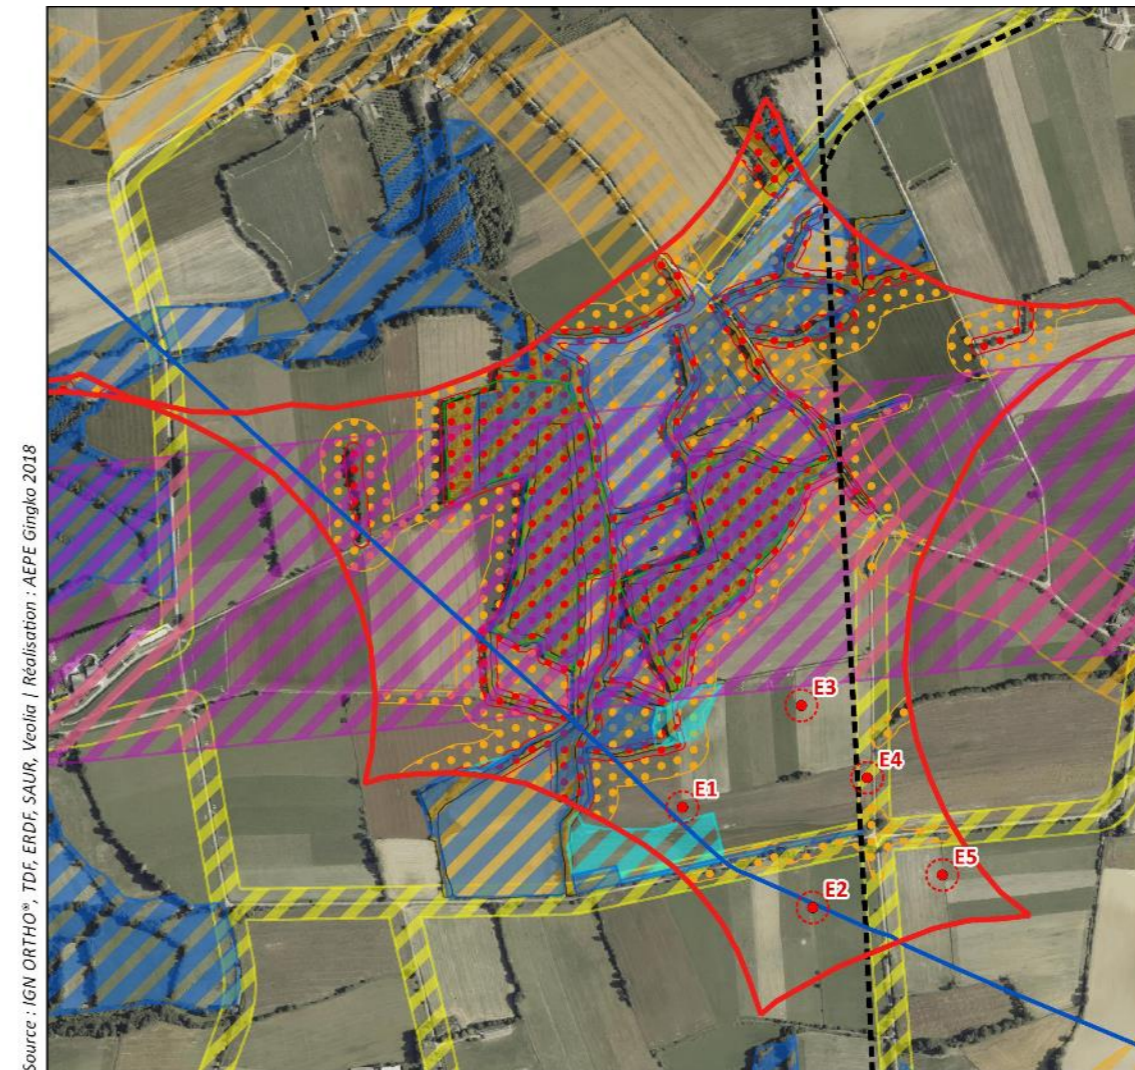 Source : IGN ORTHO®, TDF, ERDF, SAUR, Veolia | Réalisation : AEPE Gingko 2018
E3
E4
E1
E5
E2